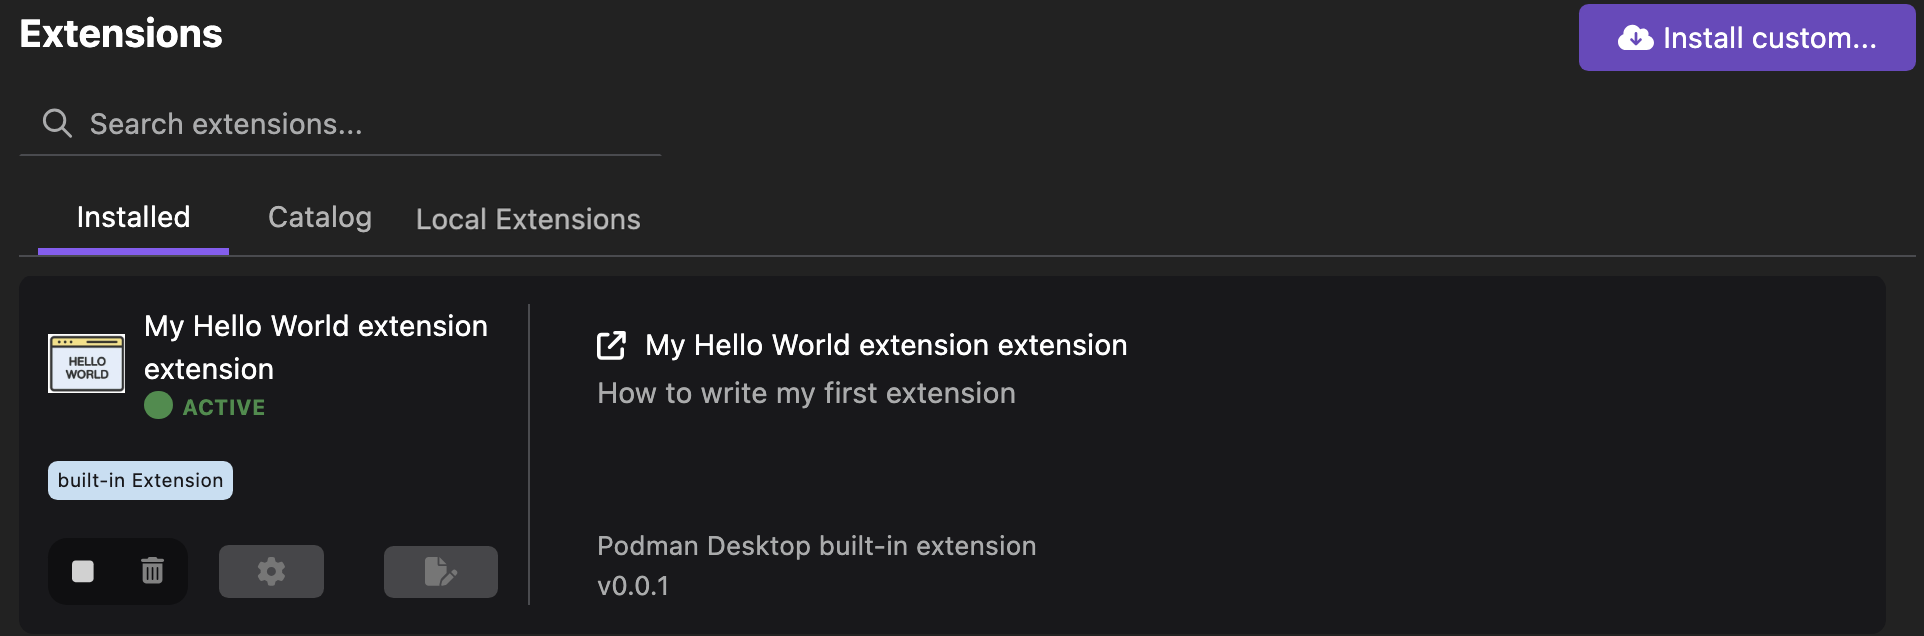 Extensions
Install custom...
Search extensions...
Installed
Catalog
Local Extensions
HELLO
WORLD
My Hello World extension
extension
ACTIVE
built-in Extension
My Hello World extension extension
How to write my first extension
Podman Desktop built-in extension
v0.0.1